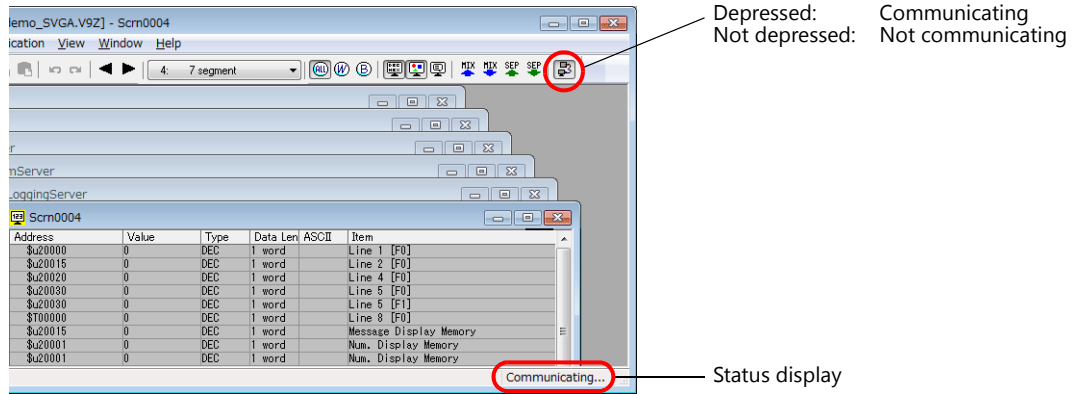 demo_SVGA.V9Z] - Scrn0004
ication View Window Help
4: 7 segment
All W B MIX MIX SEP SEP
Depressed: Communicating
Not depressed: Not communicating
r
mServer
LoggingServer
123 Scrn0004
Address Value Type Data Len ASCII Item
$u20000 0 DEC 1 word Line 1 [F0]
$u20015 0 DEC 1 word Line 2 [F0]
$u20020 0 DEC 1 word Line 4 [F0]
$u20030 0 DEC 1 word Line 5 [F0]
$u20030 0 DEC 1 word Line 5 [F1]
$T00000 0 DEC 1 word Line 8 [F0]
$u20015 0 DEC 1 word Message Display Memory
$u20001 0 DEC 1 word Num. Display Memory
$u20001 0 DEC 1 word Num. Display Memory
Communicating...
Status display